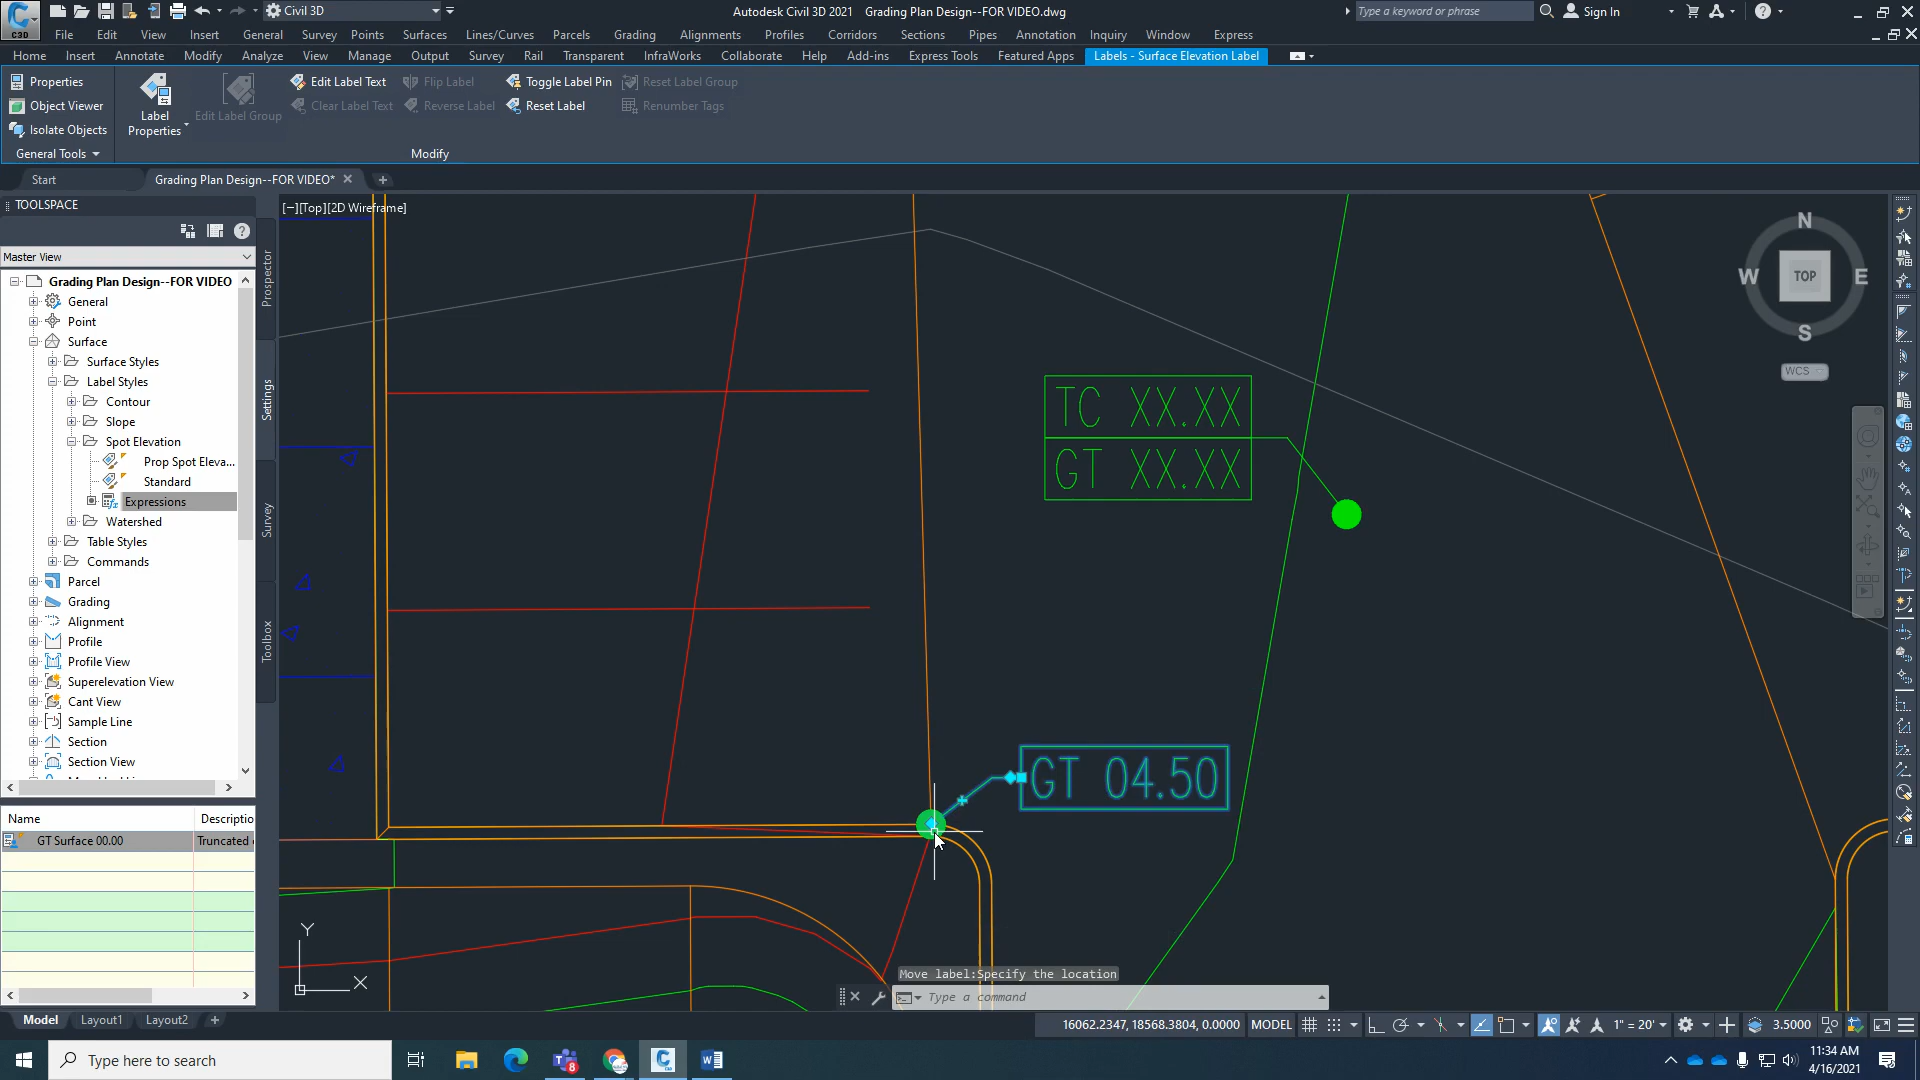 C3D
Civil 3D
Autodesk Civil 3D 2021 Grading Plan Design--FOR VIDEO.dwg
Type a keyword or phrase
Sign In
File Edit View Insert General Survey Points Surfaces Lines/Curves Parcels Grading Alignments Profiles Corridors Sections Pipes Annotation Inquiry Window Express
Home Insert Annotate Modify Analyze View Manage Output Survey Rail Transparent InfraWorks Collaborate Help Add-ins Express Tools Featured Apps Labels - Surface Elevation Label
Properties
Object Viewer
Isolate Objects
General Tools
Label
Properties
Edit Label Group
Edit Label Text
Clear Label Text
Flip Label
Reverse Label
Toggle Label Pin
Reset Label
Reset Label Group
Renumber Tags
Modify
Start
Grading Plan Design--FOR VIDEO*
TOOLSPACE
Master View
Grading Plan Design--FOR VIDEO
General
Point
Surface
Surface Styles
Label Styles
Contour
Slope
Spot Elevation
Prop Spot Eleva...
Standard
Expressions
Watershed
Table Styles
Commands
Parcel
Grading
Alignment
Profile
Profile View
Superelevation View
Cant View
Sample Line
Section
Section View
Name Descriptio
GT Surface 00.00 Truncated
Prospector
Settings
Survey
Toolbox
[−][Top][2D Wireframe]
N
W
TOP
E
S
WCS
TC XX.XX
GT XX.XX
GT 04.50
Y
X
Move label:Specify the location
Type a command
Model Layout1 Layout2
16062.2347, 18568.3804, 0.0000 MODEL
1" = 20'
3.5000
Type here to search
8
11:34 AM
4/16/2021